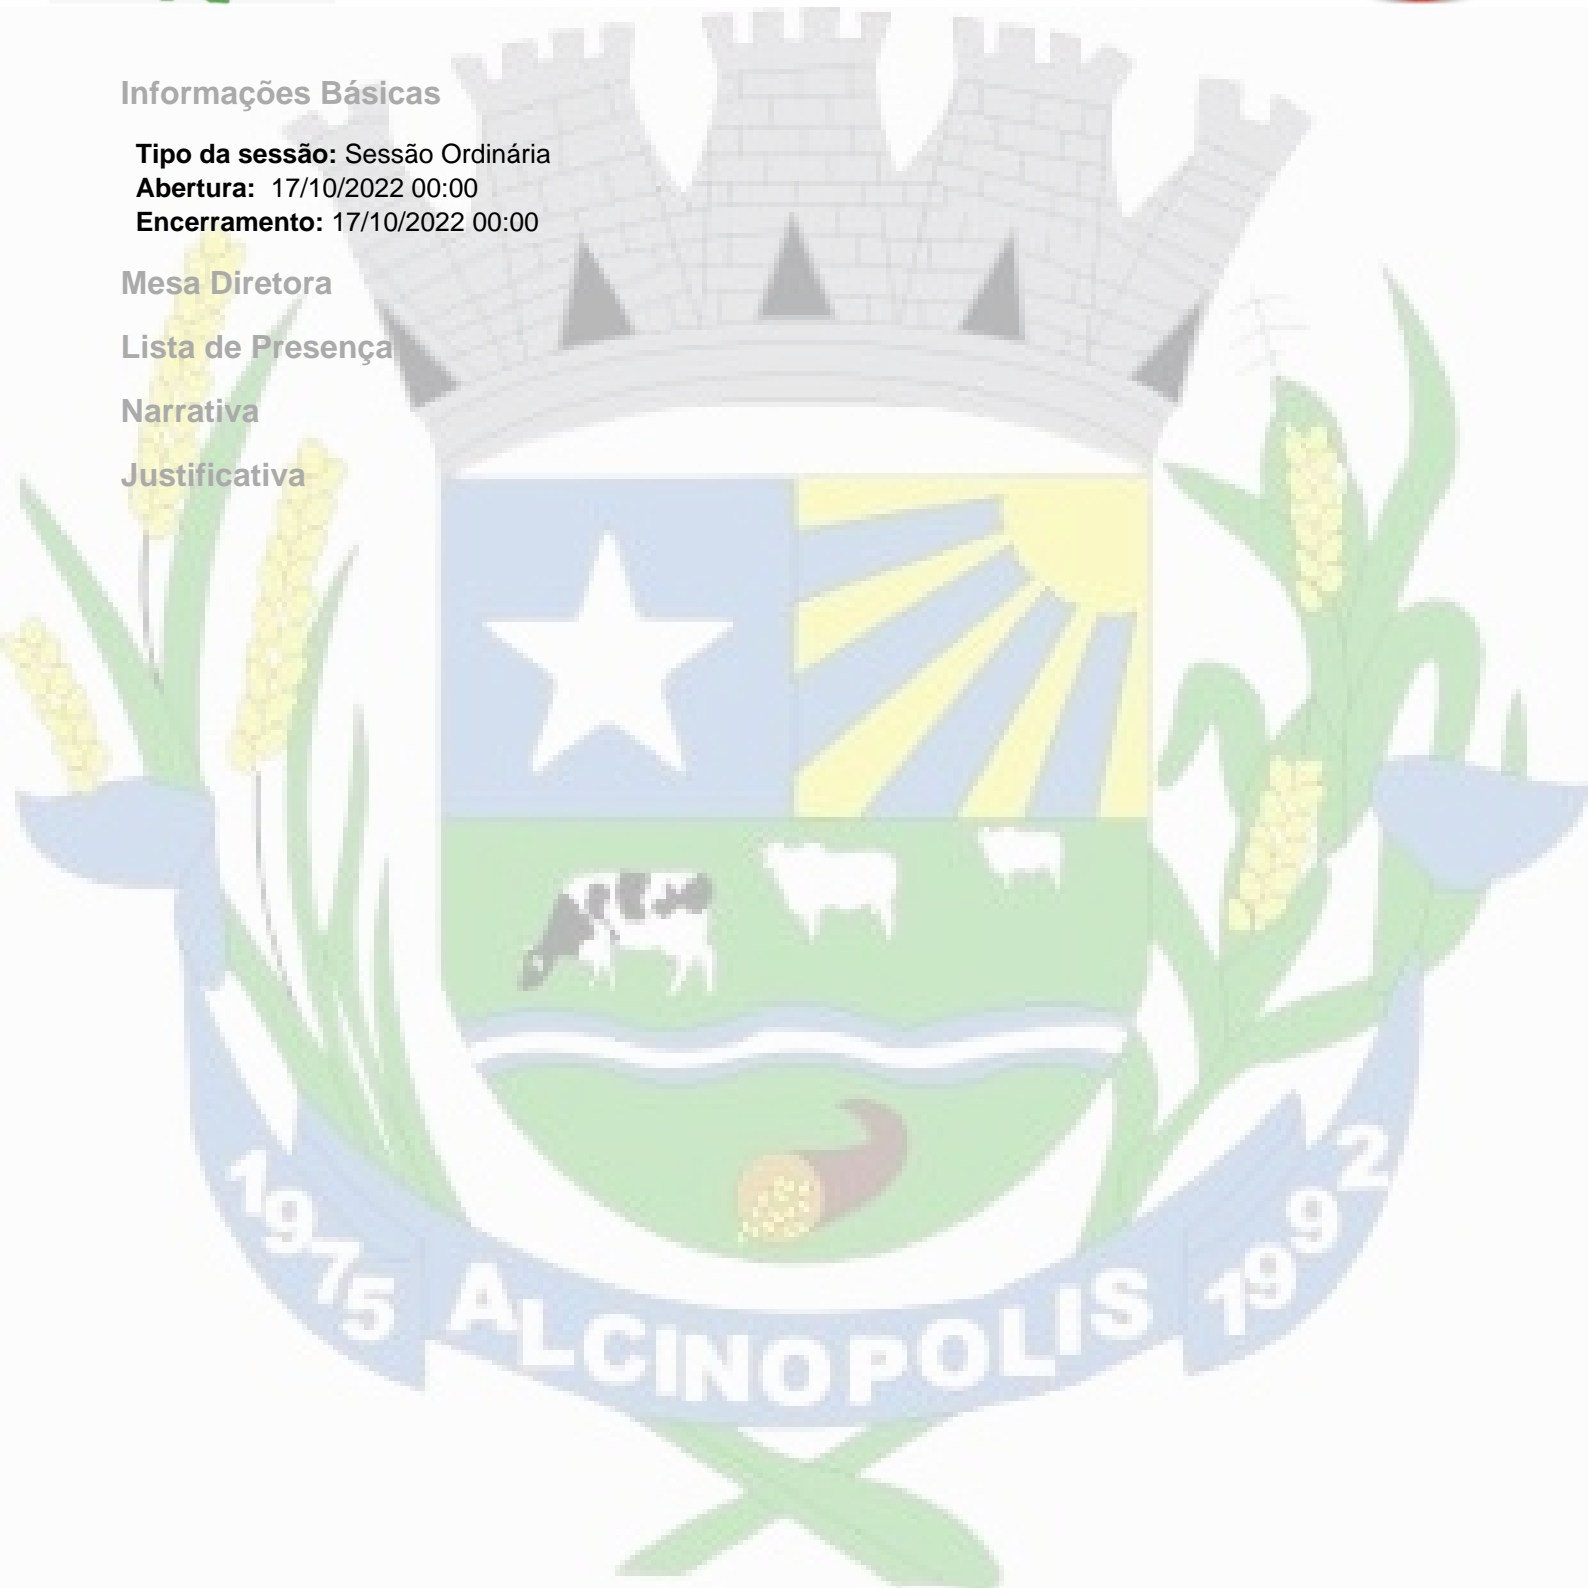 Informações Básicas
Tipo da sessão: Sessão Ordinária
Abertura: 17/10/2022 00:00
Encerramento: 17/10/2022 00:00
Mesa Diretora
Lista de Presença
Narrativa
Justificativa
1975 ALCINOPOLIS 1992